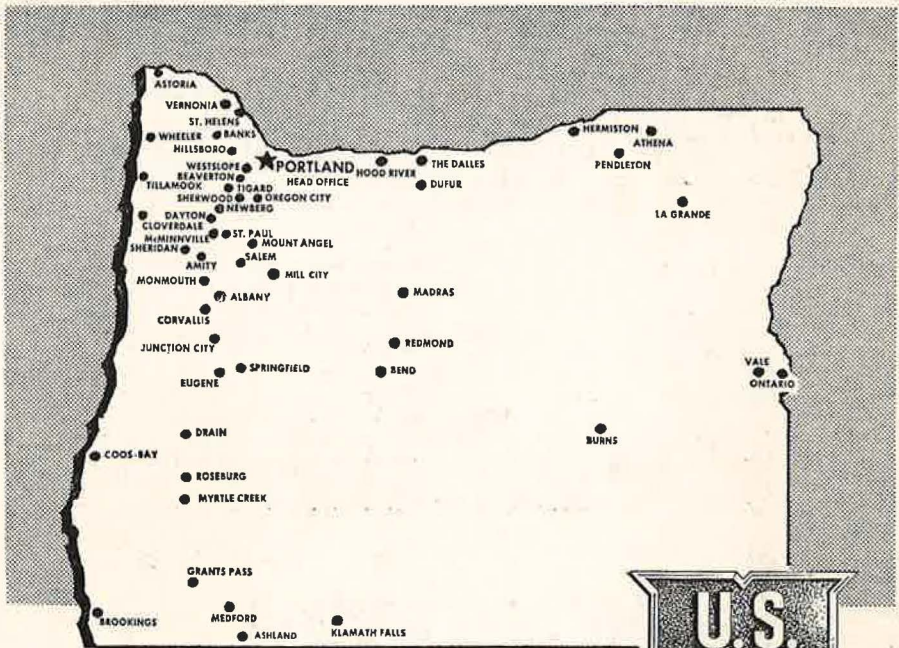 ASTORIA
VERNONIA
ST. HELENS
WHEELER
BANKS
HILLSBORO
HERMISTON
ATHENA
PENDLETON
WESTSLOPE
PORTLAND
HEAD OFFICE
HOOD RIVER
THE DALLES
BEAVERTON
TILLAMOOK
TIGARD
DUFUR
SHERWOOD
OREGON CITY
LA GRANDE
NEWBERG
DAYTON
CLOVERDALE
McMINNVILLE
ST. PAUL
SHERIDAN
MOUNT ANGEL
AMITY
SALEM
MILL CITY
MONMOUTH
ALBANY
MADRAS
CORVALLIS
JUNCTION CITY
REDMOND
SPRINGFIELD
EUGENE
BEND
VALE
ONTARIO
DRAIN
BURNS
COOS-BAY
ROSEBURG
MYRTLE CREEK
GRANTS PASS
BROOKINGS
MEDFORD
ASHLAND
KLAMATH FALLS
U.S.